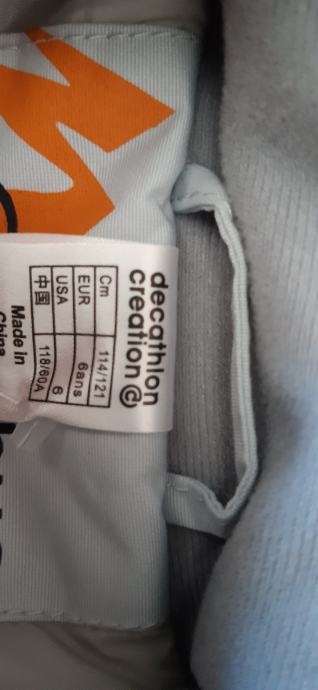 decathlon
creation ©
Cm 114/121
EUR 6ans
USA 6
中国 118/60A
Made in
China